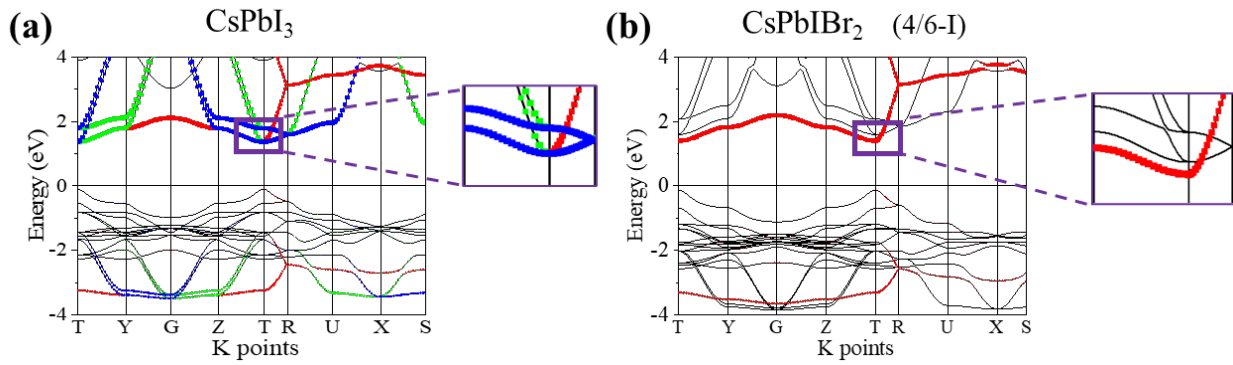 (a) CsPbI₃
4
2
0
-2
-4
Energy (eV)
T Y G Z T R U X S
K points
(b) CsPbIBr₂ (4/6-I)
4
2
0
-2
-4
Energy (eV)
T Y G Z T R U X S
K points